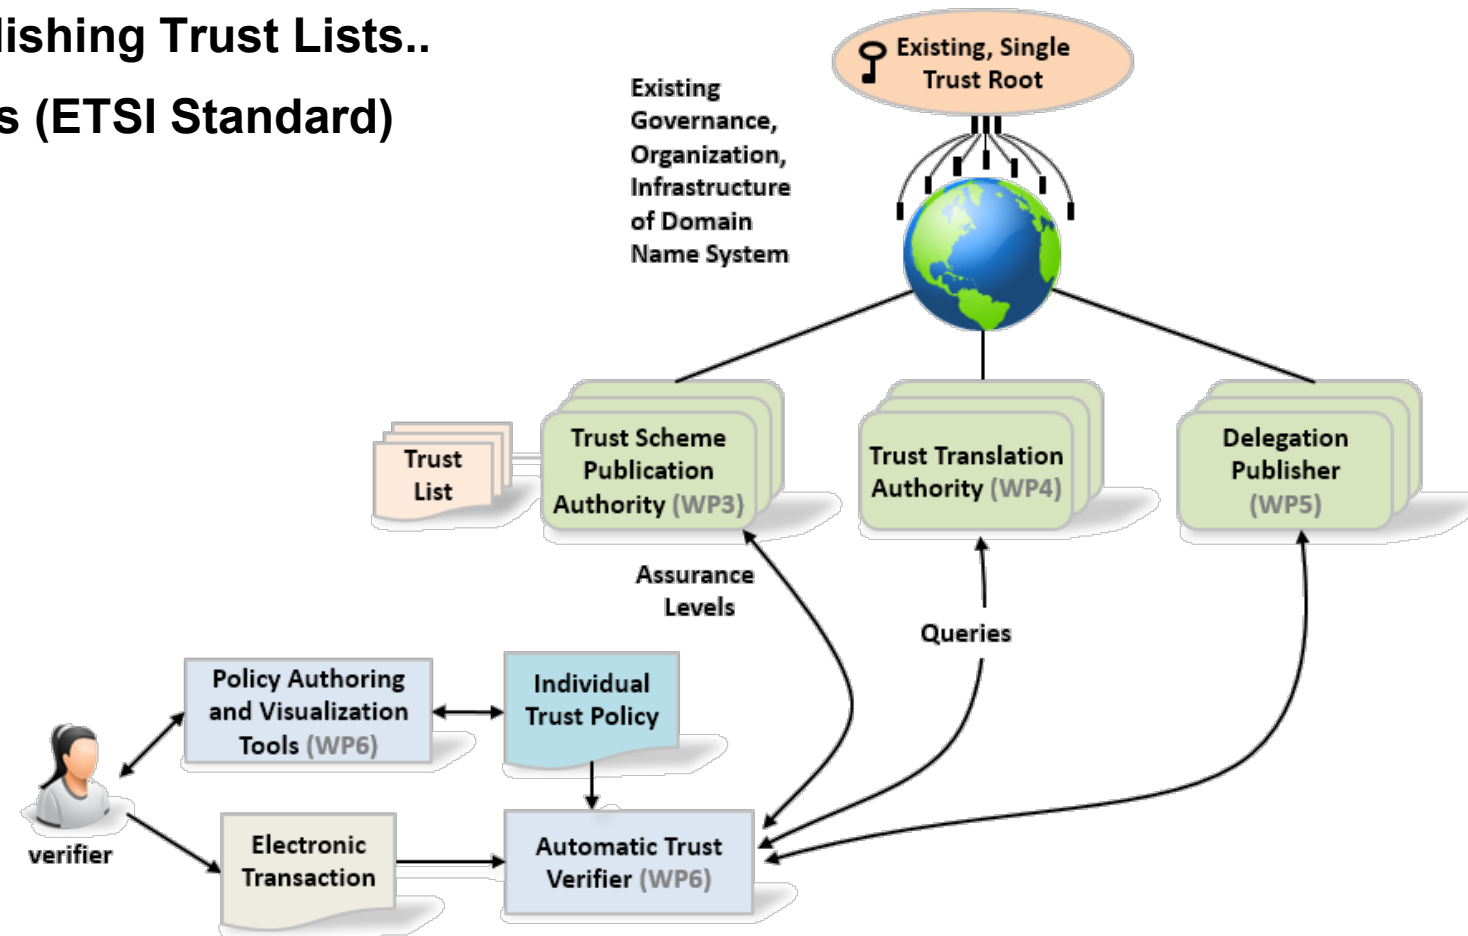 lishing Trust Lists..
s (ETSI Standard)
Existing, Single
Trust Root
Existing
Governance,
Organization,
Infrastructure
of Domain
Name System
Trust
List
Trust Scheme
Publication
Authority (WP3)
Trust Translation
Authority (WP4)
Delegation
Publisher
(WP5)
Assurance
Levels
Queries
Policy Authoring
and Visualization
Tools (WP6)
Individual
Trust Policy
verifier
Electronic
Transaction
Automatic Trust
Verifier (WP6)